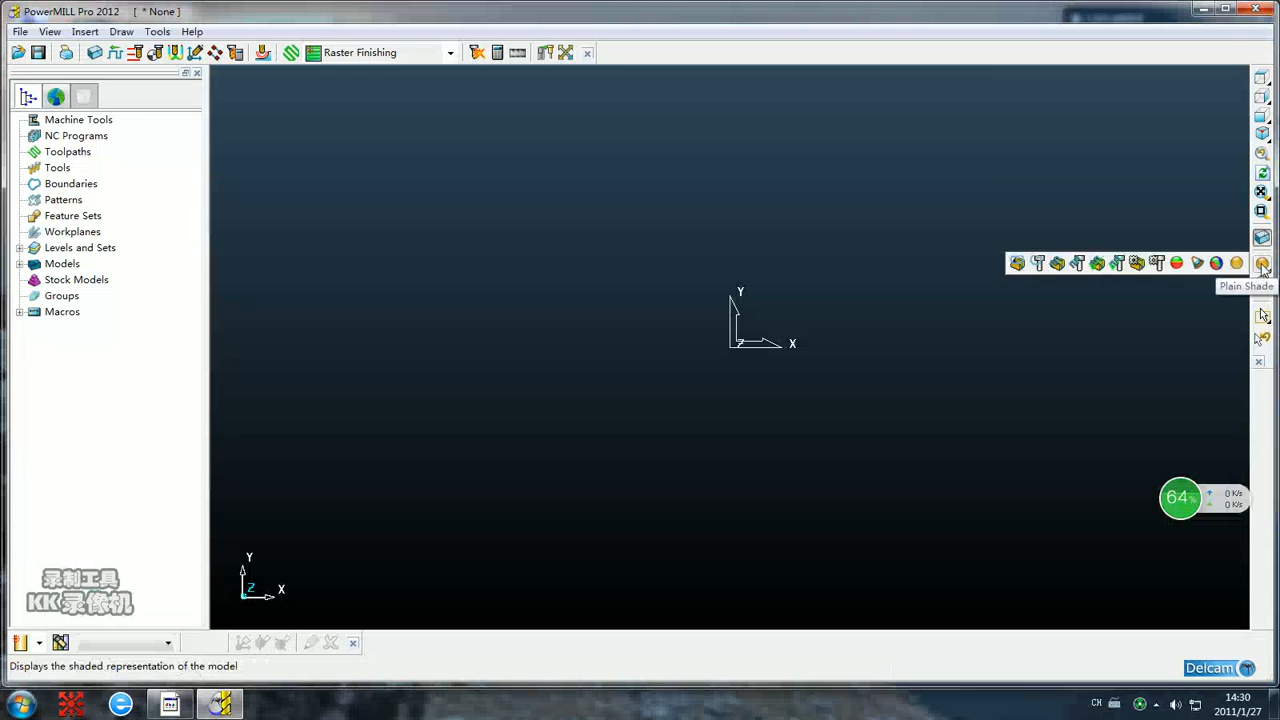 PowerMILL Pro 2012 [ * None ]
File View Insert Draw Tools Help
Raster Finishing
Machine Tools
NC Programs
Toolpaths
Tools
Boundaries
Patterns
Feature Sets
Workplanes
Levels and Sets
Models
Stock Models
Groups
Macros
Plain Shade
Y
Z X
64%
0 K/s
0 K/s
Y
Z X
录制工具
KK录像机
Displays the shaded representation of the model
Delcam
CH
14:30
2011/1/27